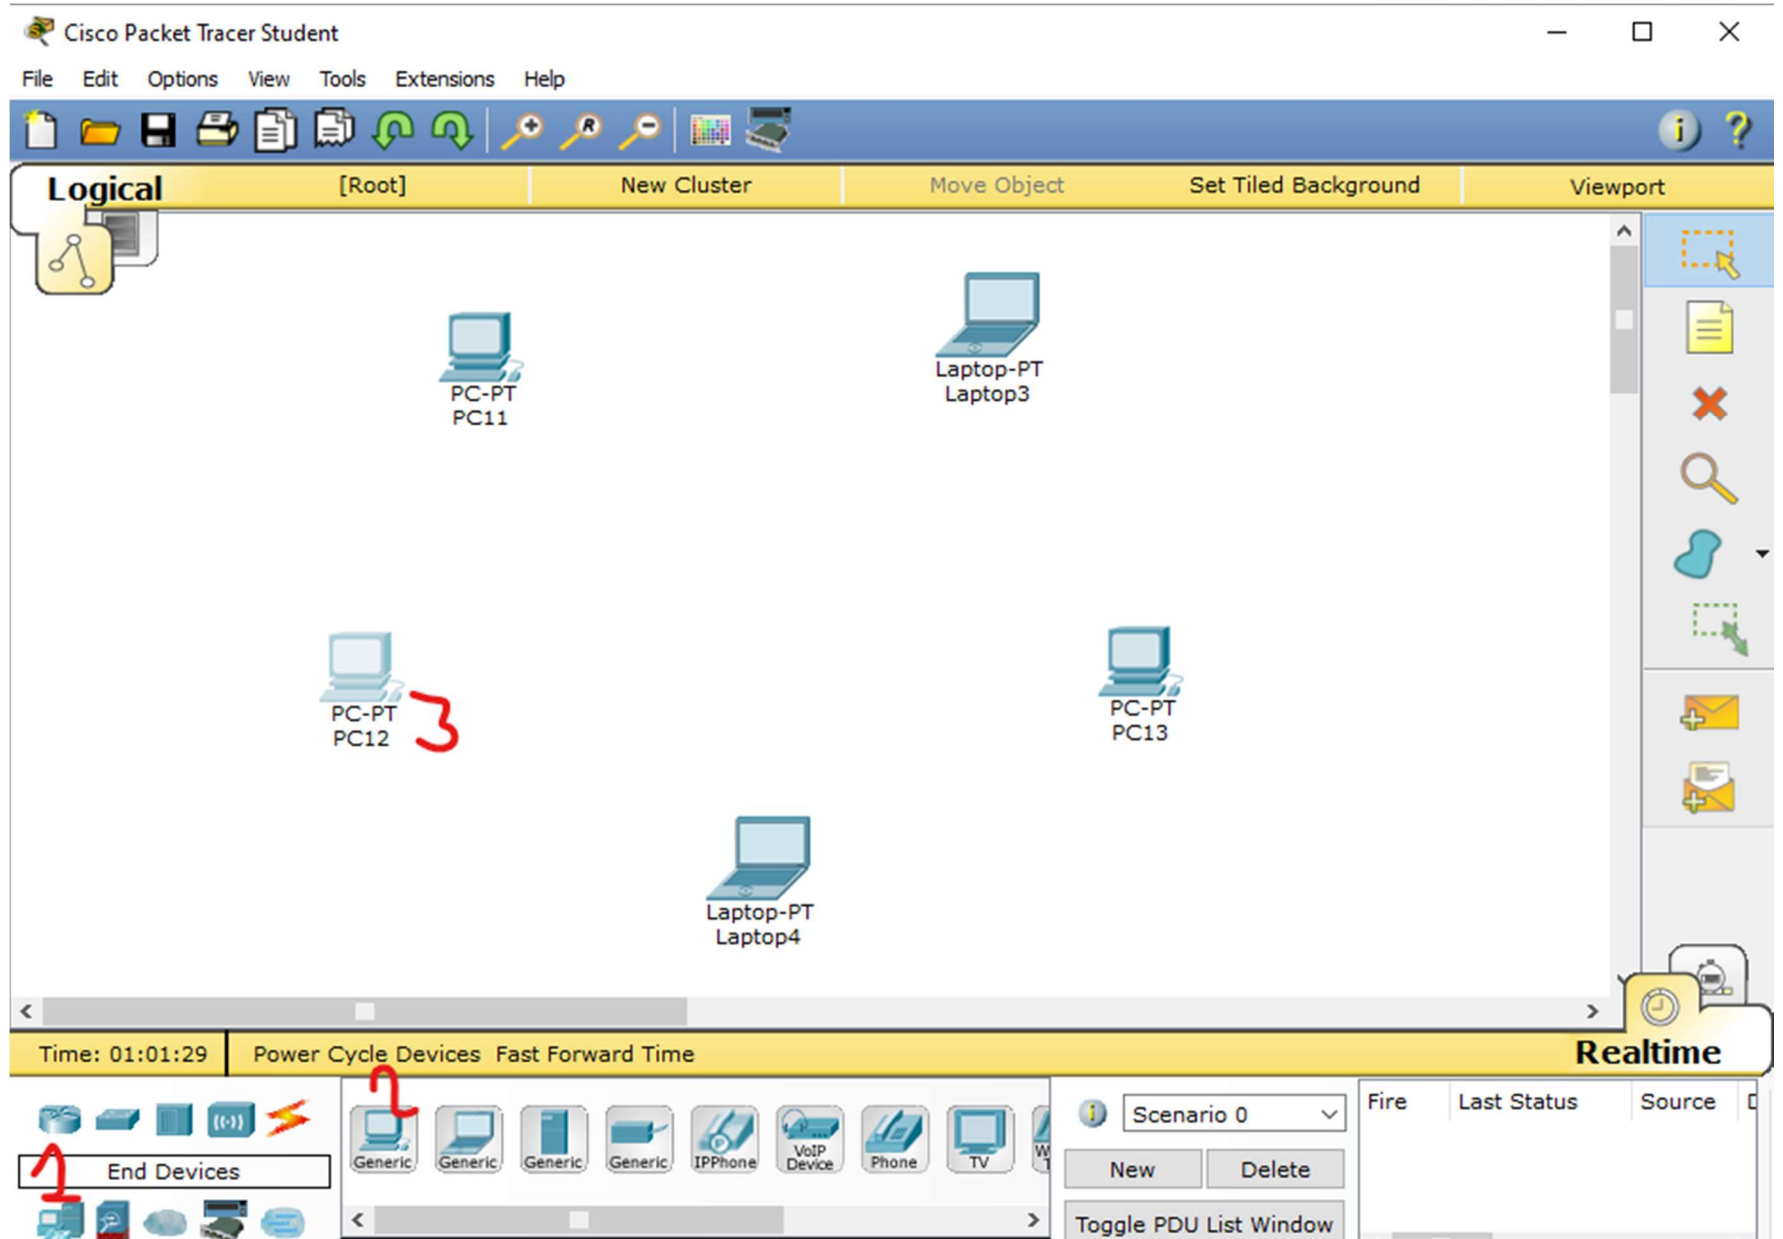 Cisco Packet Tracer Student
File Edit Options View Tools Extensions Help
Logical [Root] New Cluster Move Object Set Tiled Background Viewport
PC-PT
PC11
Laptop-PT
Laptop3
PC-PT
PC12
3
PC-PT
PC13
Laptop-PT
Laptop4
Time: 01:01:29 Power Cycle Devices Fast Forward Time Realtime
2
Generic Generic Generic Generic IPPhone VoIP Device Phone TV
1
End Devices
Scenario 0
New Delete
Toggle PDU List Window
Fire Last Status Source